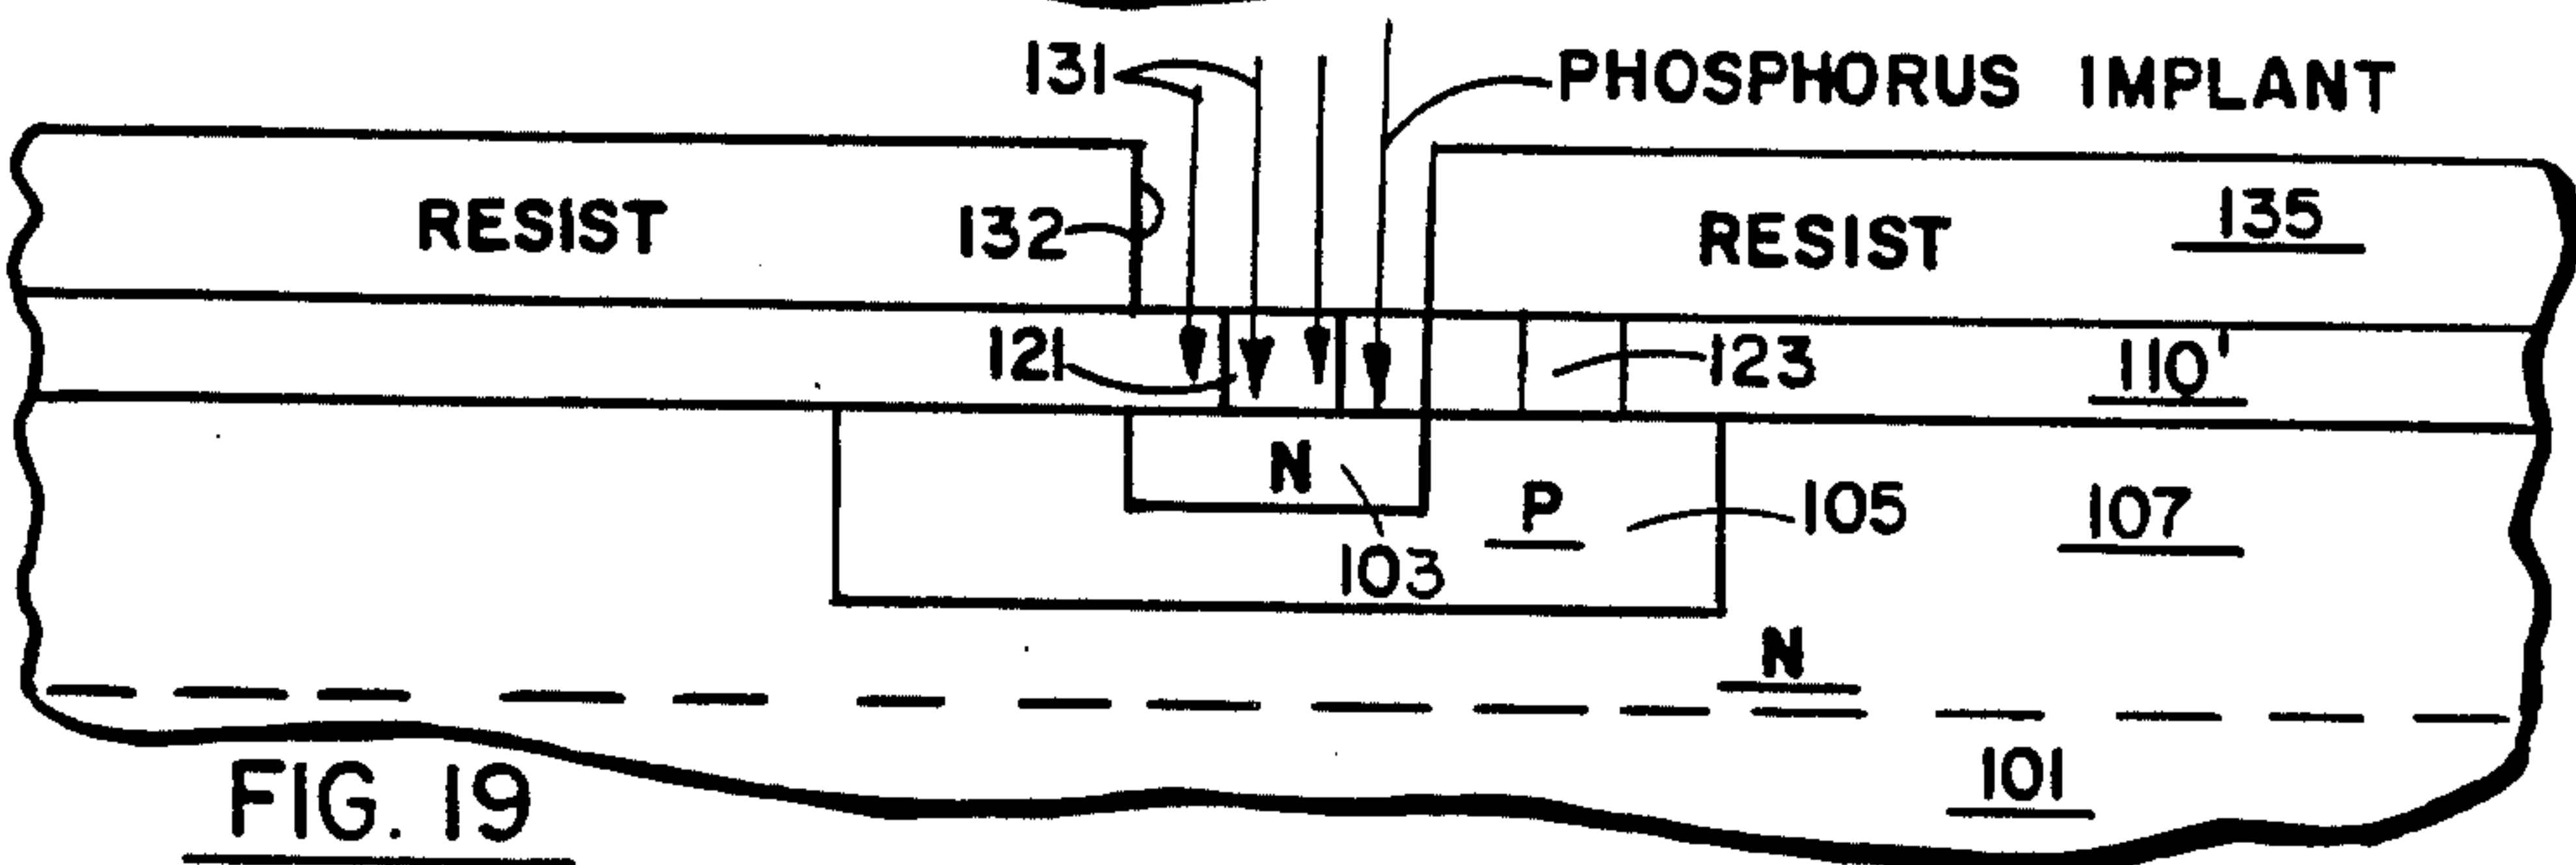 131 PHOSPHORUS IMPLANT
RESIST 132 RESIST 135
121 123 110'
N P 105 107
103
N
101
FIG. 19